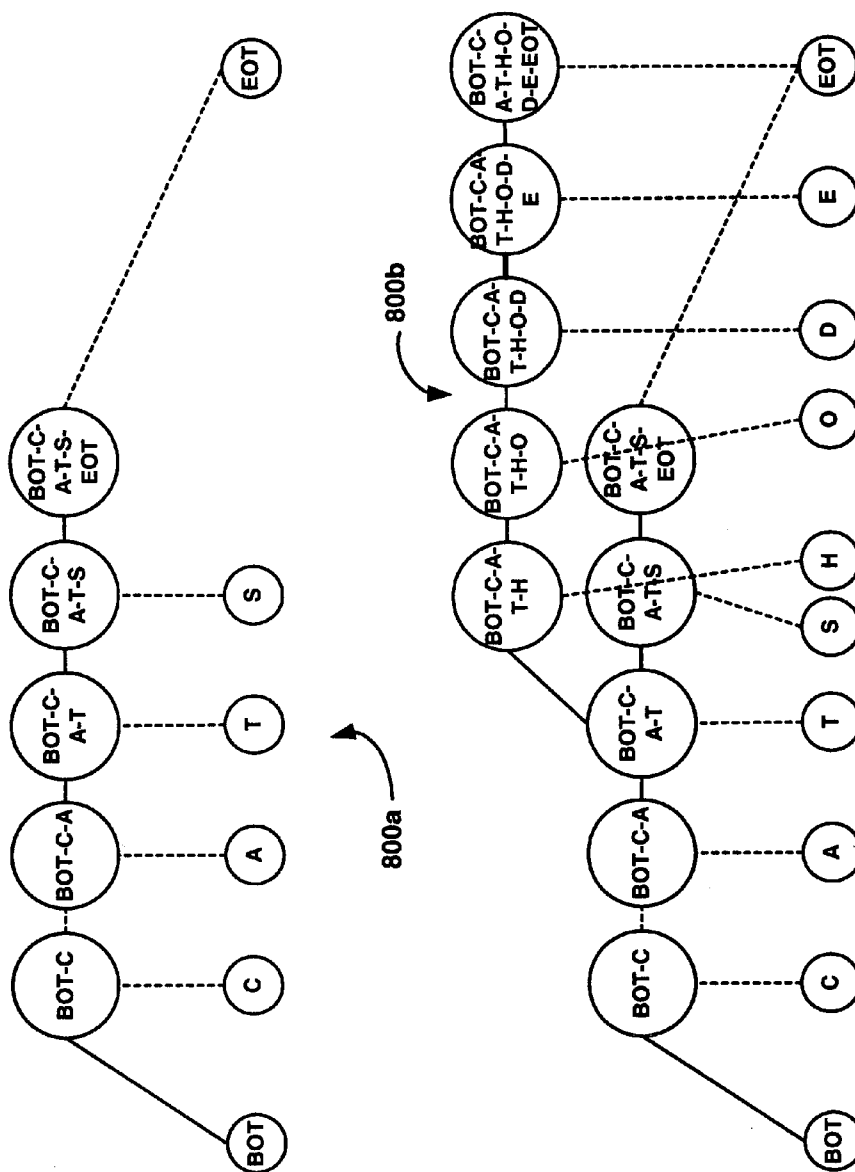 BOT-C
BOT-C-A
BOT-C-
A-T
BOT-C-
A-T-S
BOT-C-
A-T-S-
EOT
BOT
C
A
T
S
EOT
800a
800b
BOT-C-A-
T-H
BOT-C-A-
T-H-O
BOT-C-A-
T-H-O-D
BOT-C-A-
T-H-O-D-
E
BOT-C-
A-T-H-O-
D-E-EOT
BOT-C
BOT-C-A
BOT-C-
A-T
BOT-C-
A-T-S
BOT-C-
A-T-S-
EOT
BOT
C
A
T
S
H
O
D
E
EOT